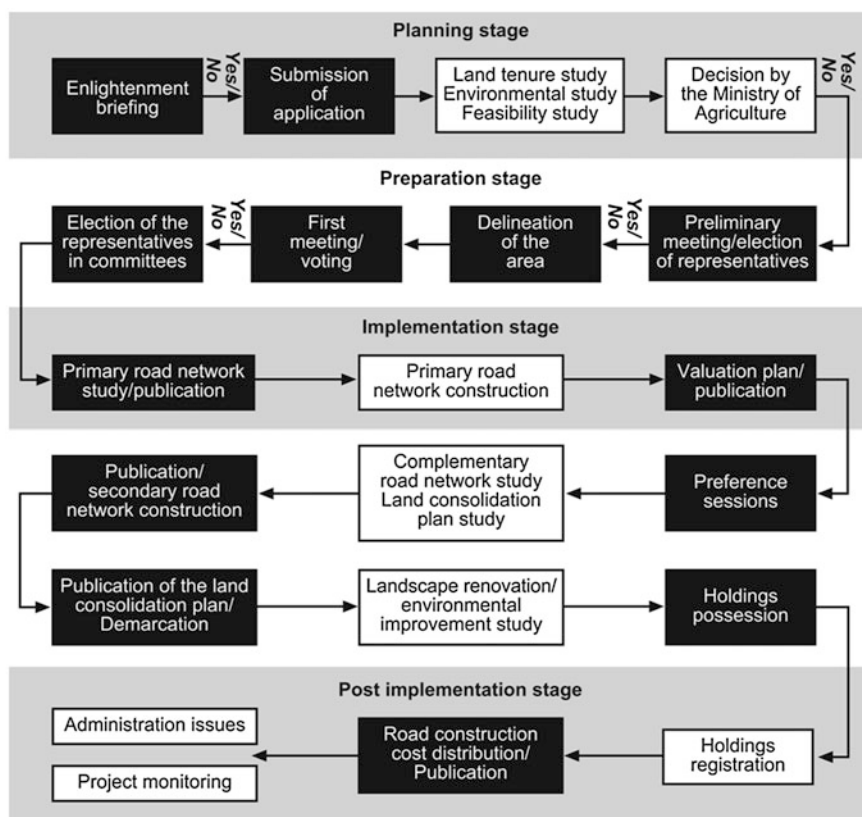 Planning stage
Enlightenment
briefing
Yes/
No
Submission
of
application
Land tenure study
Environmental study
Feasibility study
Decision by
the Ministry of
Agriculture
Yes/
No
Preparation stage
Election of the
representatives
in committees
Yes/
No
First
meeting/
voting
Delineation
of the
area
Yes/
No
Preliminary
meeting/election
of representatives
Implementation stage
Primary road network
study/publication
Primary road
network construction
Valuation plan/
publication
Publication/
secondary road
network construction
Complementary
road network study
Land consolidation
plan study
Preference
sessions
Publication of the land
consolidation plan/
Demarcation
Landscape renovation/
environmental
improvement study
Holdings
possession
Post implementation stage
Administration issues
Project monitoring
Road construction
cost distribution/
Publication
Holdings
registration